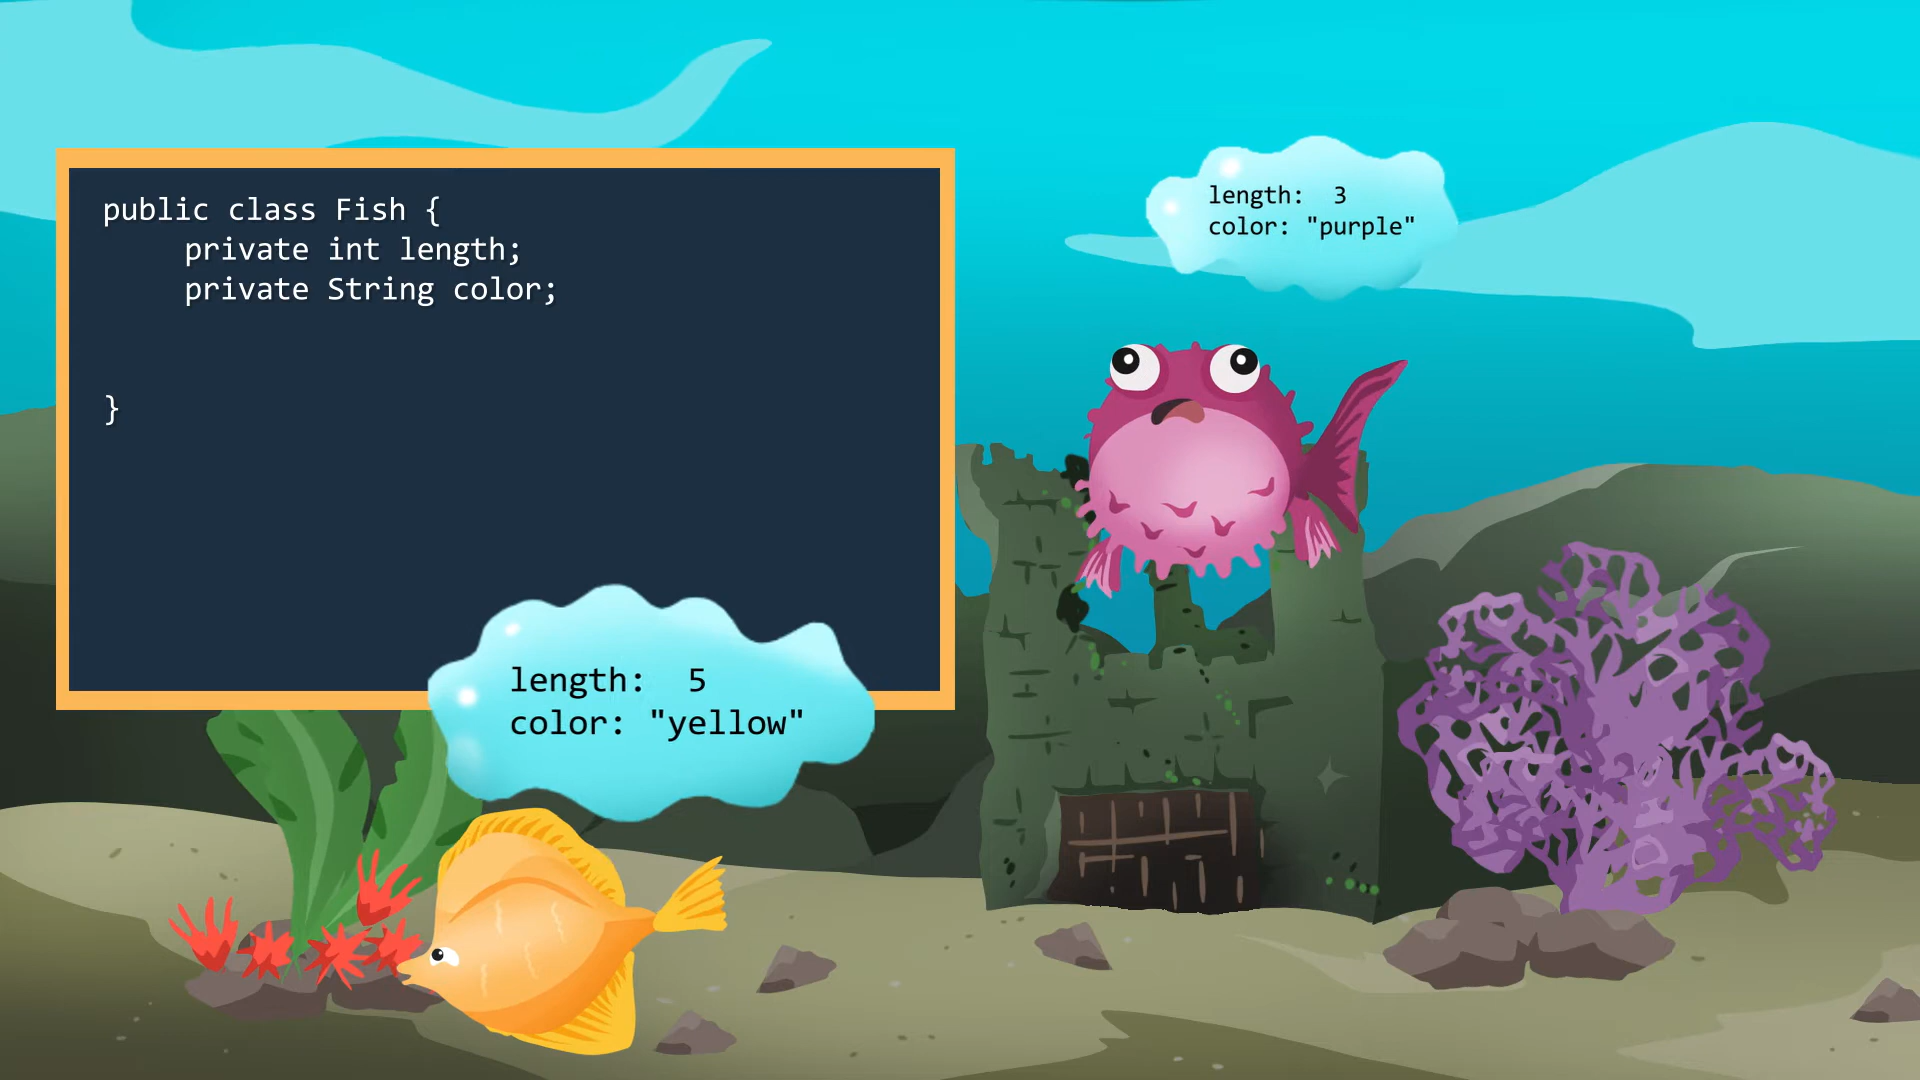 public class Fish {
private int length;
private String color;
}
length: 3
color: "purple"
length: 5
color: "yellow"